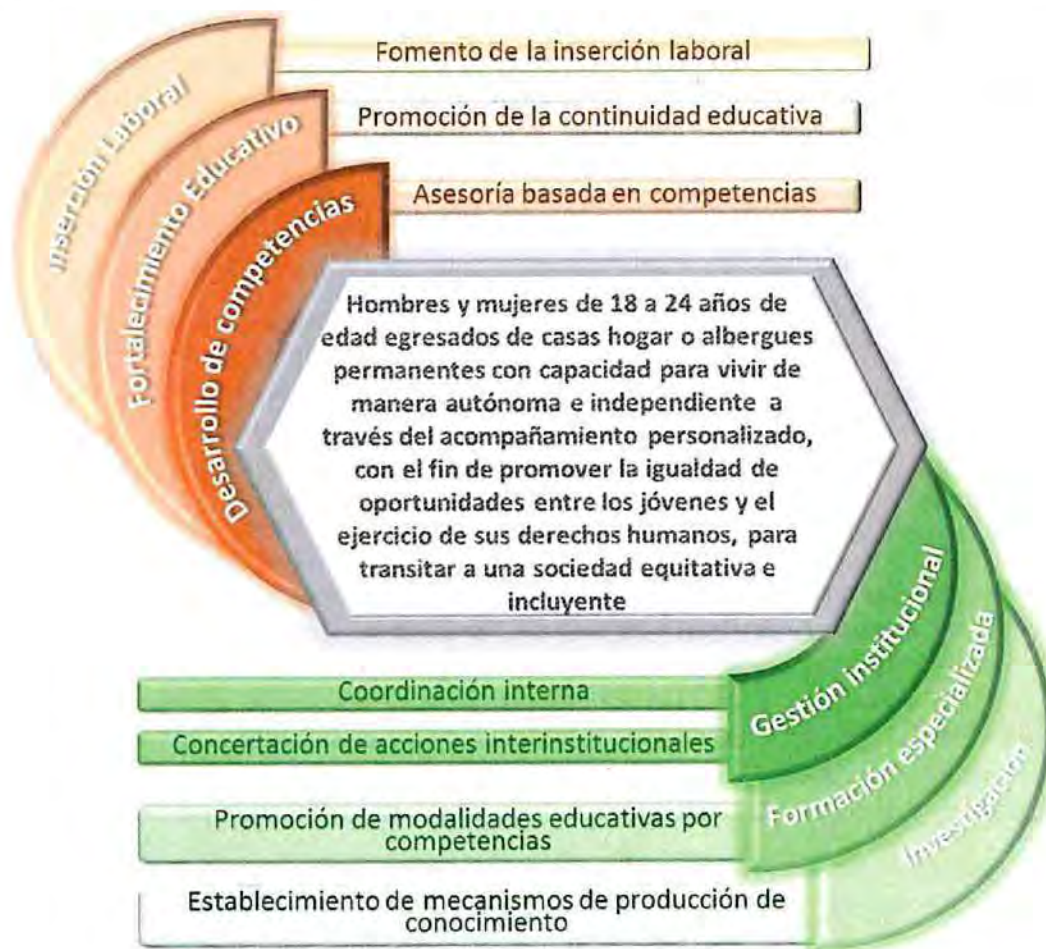 Fomento de la inserción laboral
Promoción de la continuidad educativa
Asesoría basada en competencias
Inserción Laboral
Fortalecimiento Educativo
Desarrollo de competencias
Hombres y mujeres de 18 a 24 años de
edad egresados de casas hogar o albergues
permanentes con capacidad para vivir de
manera autónoma e independiente a
través del acompañamiento personalizado,
con el fin de promover la igualdad de
oportunidades entre los jóvenes y el
ejercicio de sus derechos humanos, para
transitar a una sociedad equitativa e
incluyente
Gestión institucional
Formación especializada
Investigación
Coordinación interna
Concertación de acciones interinstitucionales
Promoción de modalidades educativas por
competencias
Establecimiento de mecanismos de producción de
conocimiento